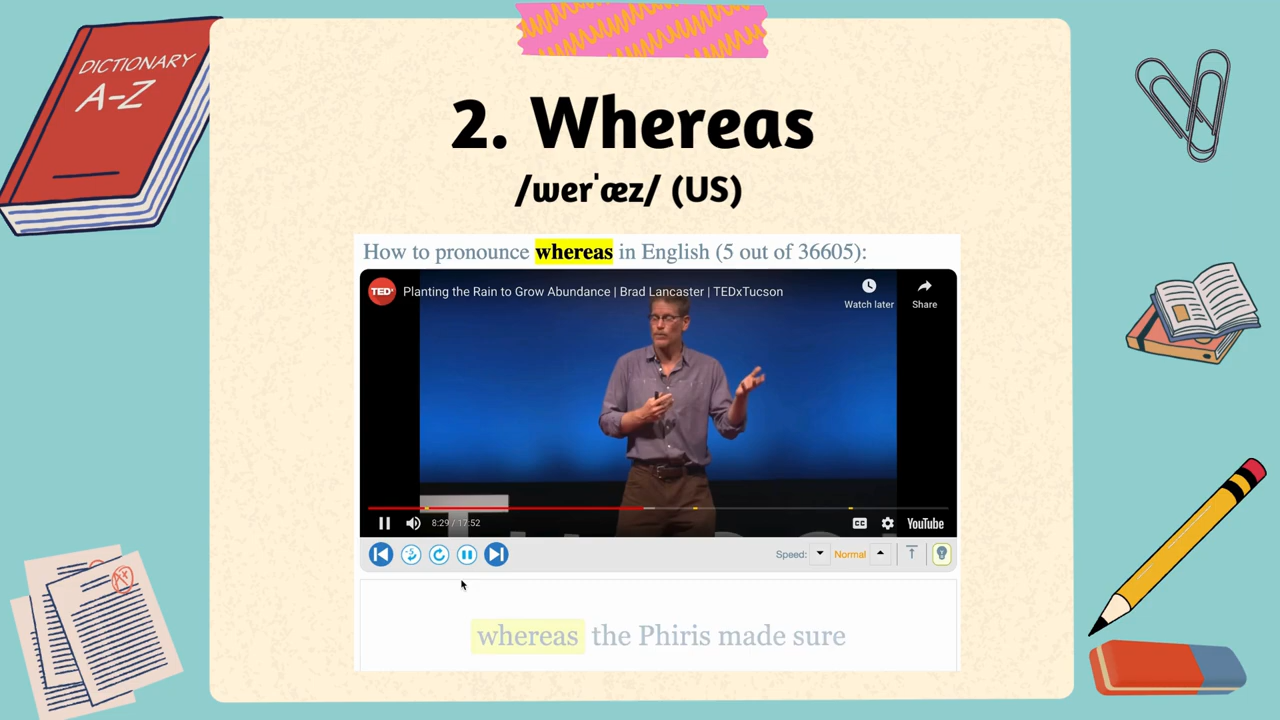 DICTIONARY
A-Z
2. Whereas
/werˈæz/ (US)
How to pronounce whereas in English (5 out of 36605):
TED
Planting the Rain to Grow Abundance | Brad Lancaster | TEDxTucson
Watch later
Share
8:29 / 17:52
CC
YouTube
Speed:
Normal
whereas the Phiris made sure
A+